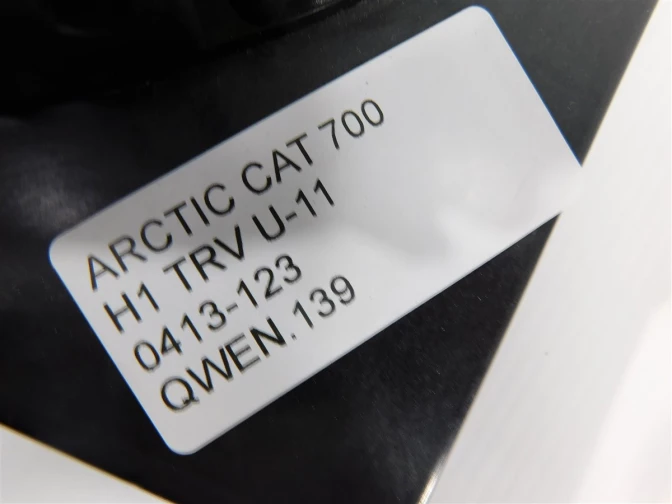 ARCTIC CAT 700
H1 TRV U-11
0413-123
QWEN.139